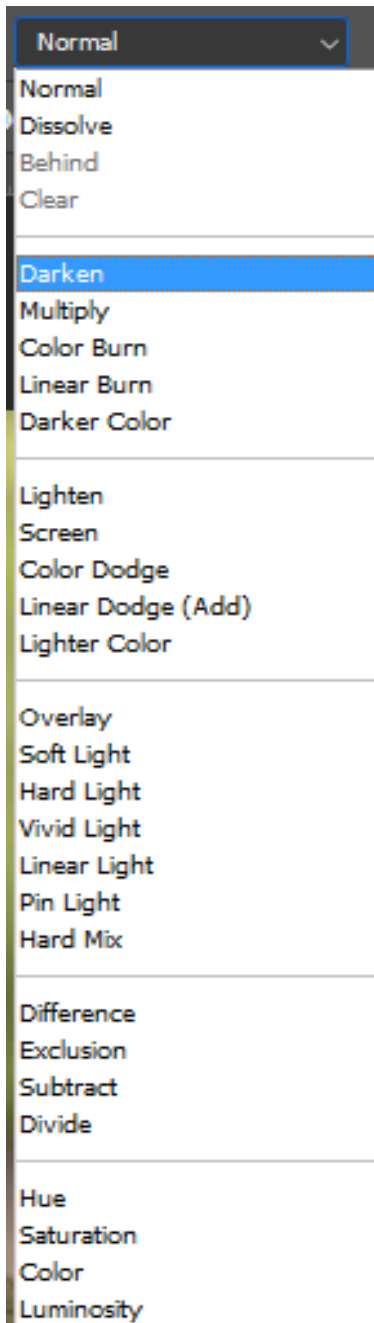 Normal
Normal
Dissolve
Behind
Clear
Darken
Multiply
Color Burn
Linear Burn
Darker Color
Lighten
Screen
Color Dodge
Linear Dodge (Add)
Lighter Color
Overlay
Soft Light
Hard Light
Vivid Light
Linear Light
Pin Light
Hard Mix
Difference
Exclusion
Subtract
Divide
Hue
Saturation
Color
Luminosity